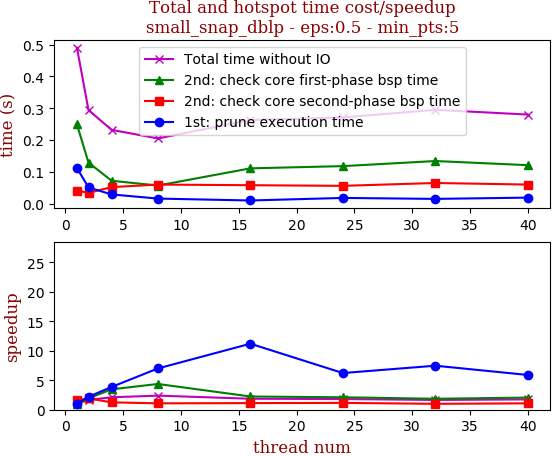 Total and hotspot time cost/speedup
small_snap_dblp - eps:0.5 - min_pts:5
time (s)
0.5
0.4
0.3
0.2
0.1
0.0
Total time without IO
2nd: check core first-phase bsp time
2nd: check core second-phase bsp time
1st: prune execution time
0 5 10 15 20 25 30 35 40
speedup
25
20
15
10
5
0
0 5 10 15 20 25 30 35 40
thread num